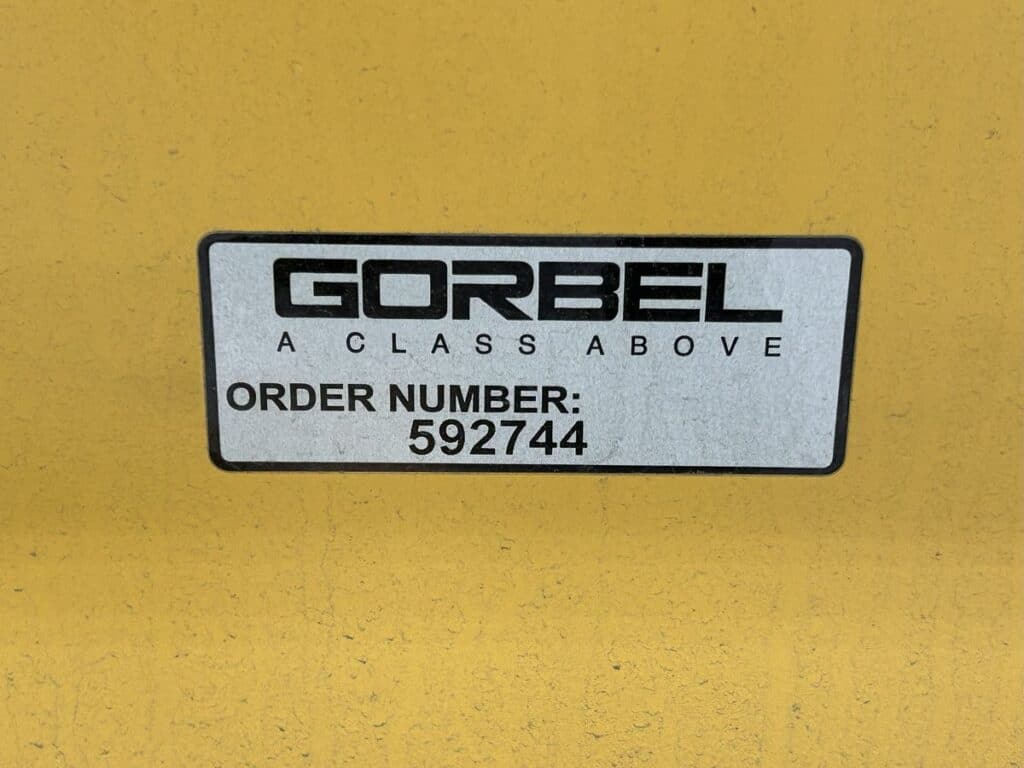 GORBEL
A CLASS ABOVE
ORDER NUMBER:
592744